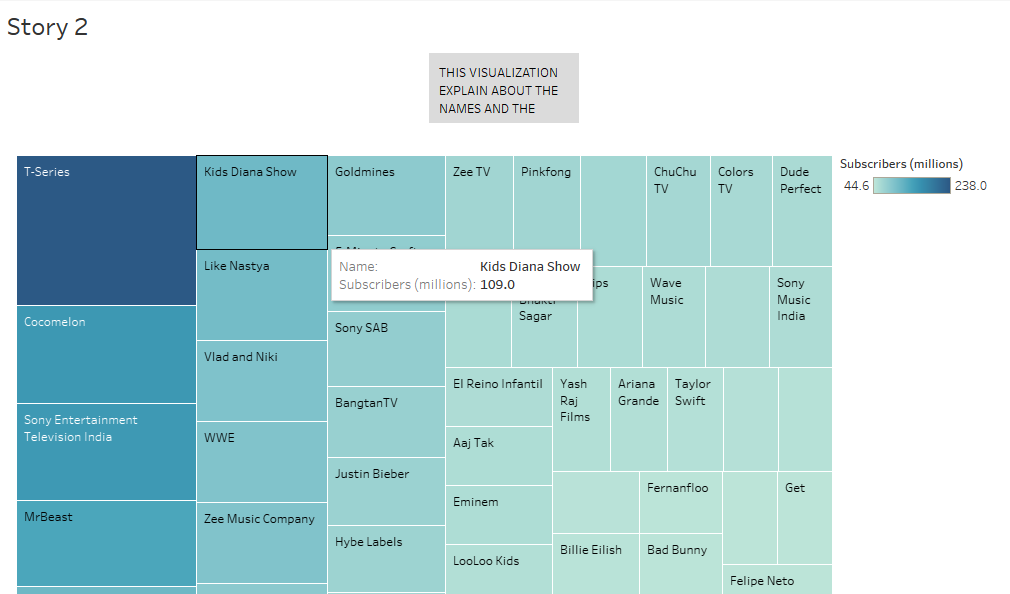 Story 2
THIS VISUALIZATION
EXPLAIN ABOUT THE
NAMES AND THE
Subscribers (millions)
44.6
238.0
T-Series
Cocomelon
Sony Entertainment
Television India
MrBeast
Kids Diana Show
Like Nastya
Vlad and Niki
WWE
Zee Music Company
Goldmines
Name: Kids Diana Show
Subscribers (millions): 109.0
Sony SAB
BangtanTV
Justin Bieber
Hybe Labels
Zee TV
Pinkfong
ChuChu
TV
Colors
TV
Dude
Perfect
Sagar
Wave
Music
Sony
Music
India
El Reino Infantil
Aaj Tak
Eminem
LooLoo Kids
Yash
Raj
Films
Ariana
Grande
Taylor
Swift
Fernanfloo
Get
Billie Eilish
Bad Bunny
Felipe Neto